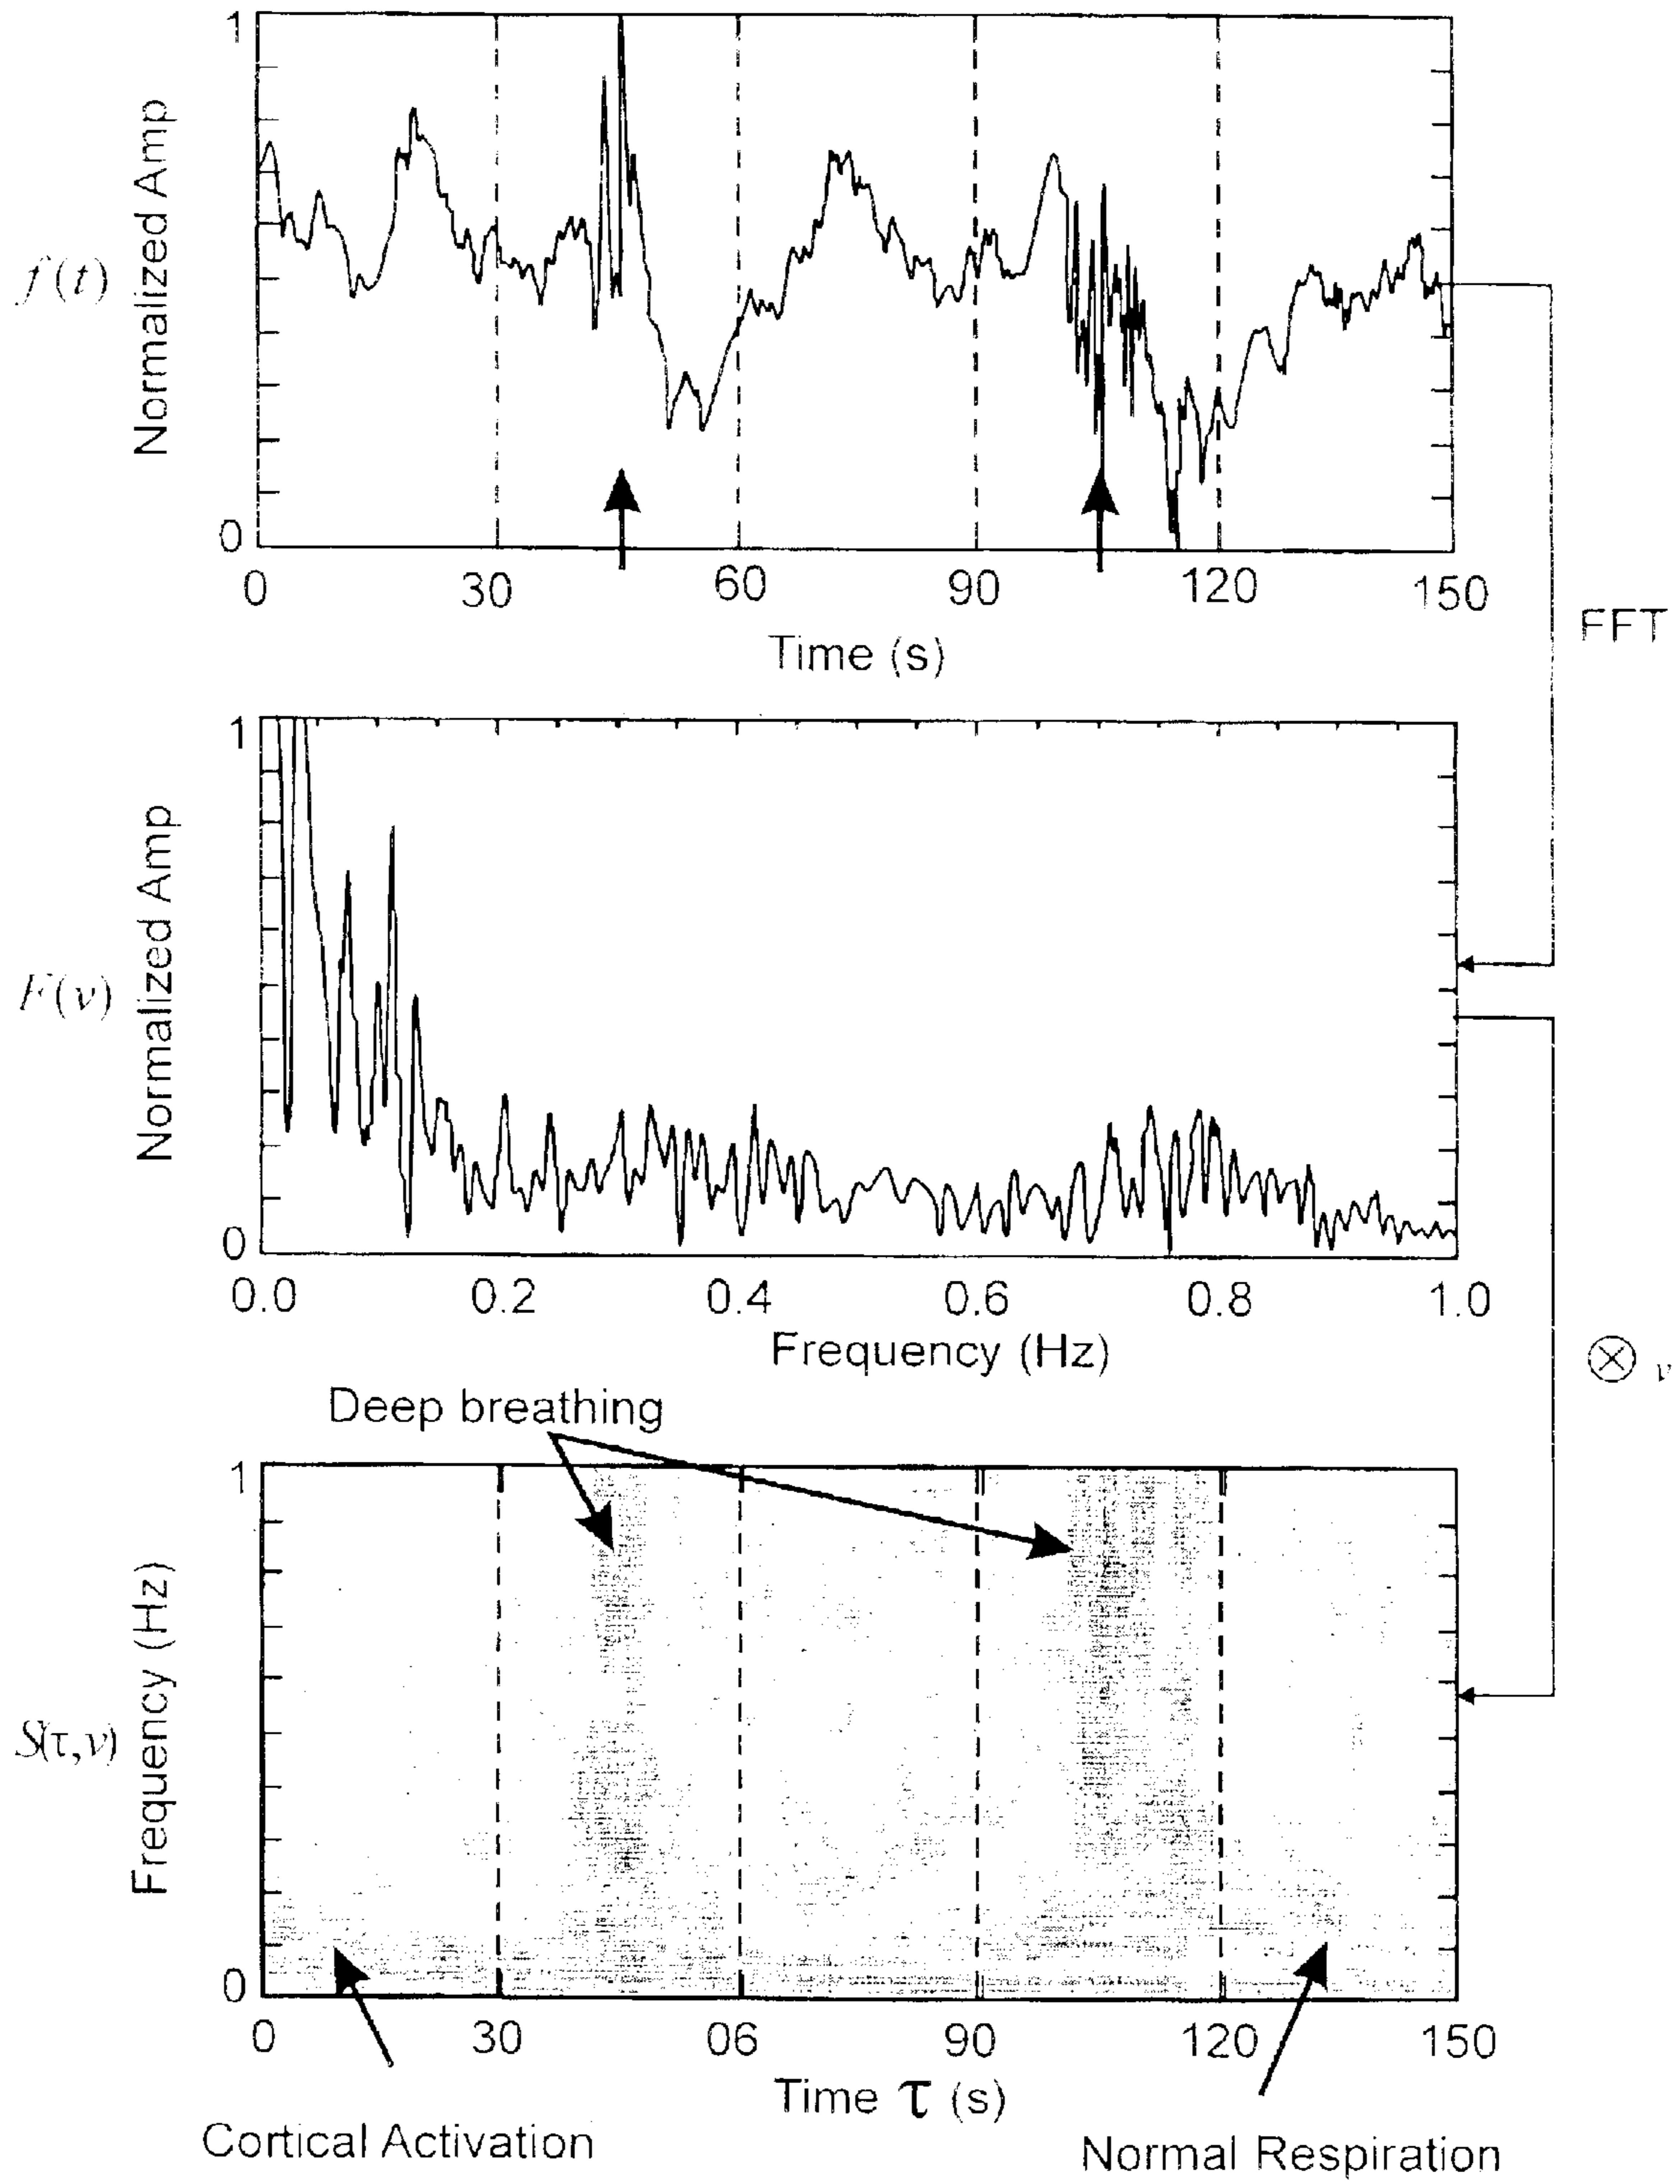 1
f(t)
Normalized Amp
0
0 30 60 90 120 150
Time (s)
FFT
1
F(ν)
Normalized Amp
0
0.0 0.2 0.4 0.6 0.8 1.0
Frequency (Hz)
⊗ ν
Deep breathing
1
S(τ,ν)
Frequency (Hz)
0
0 30 06 90 120 150
Time τ (s)
Cortical Activation
Normal Respiration